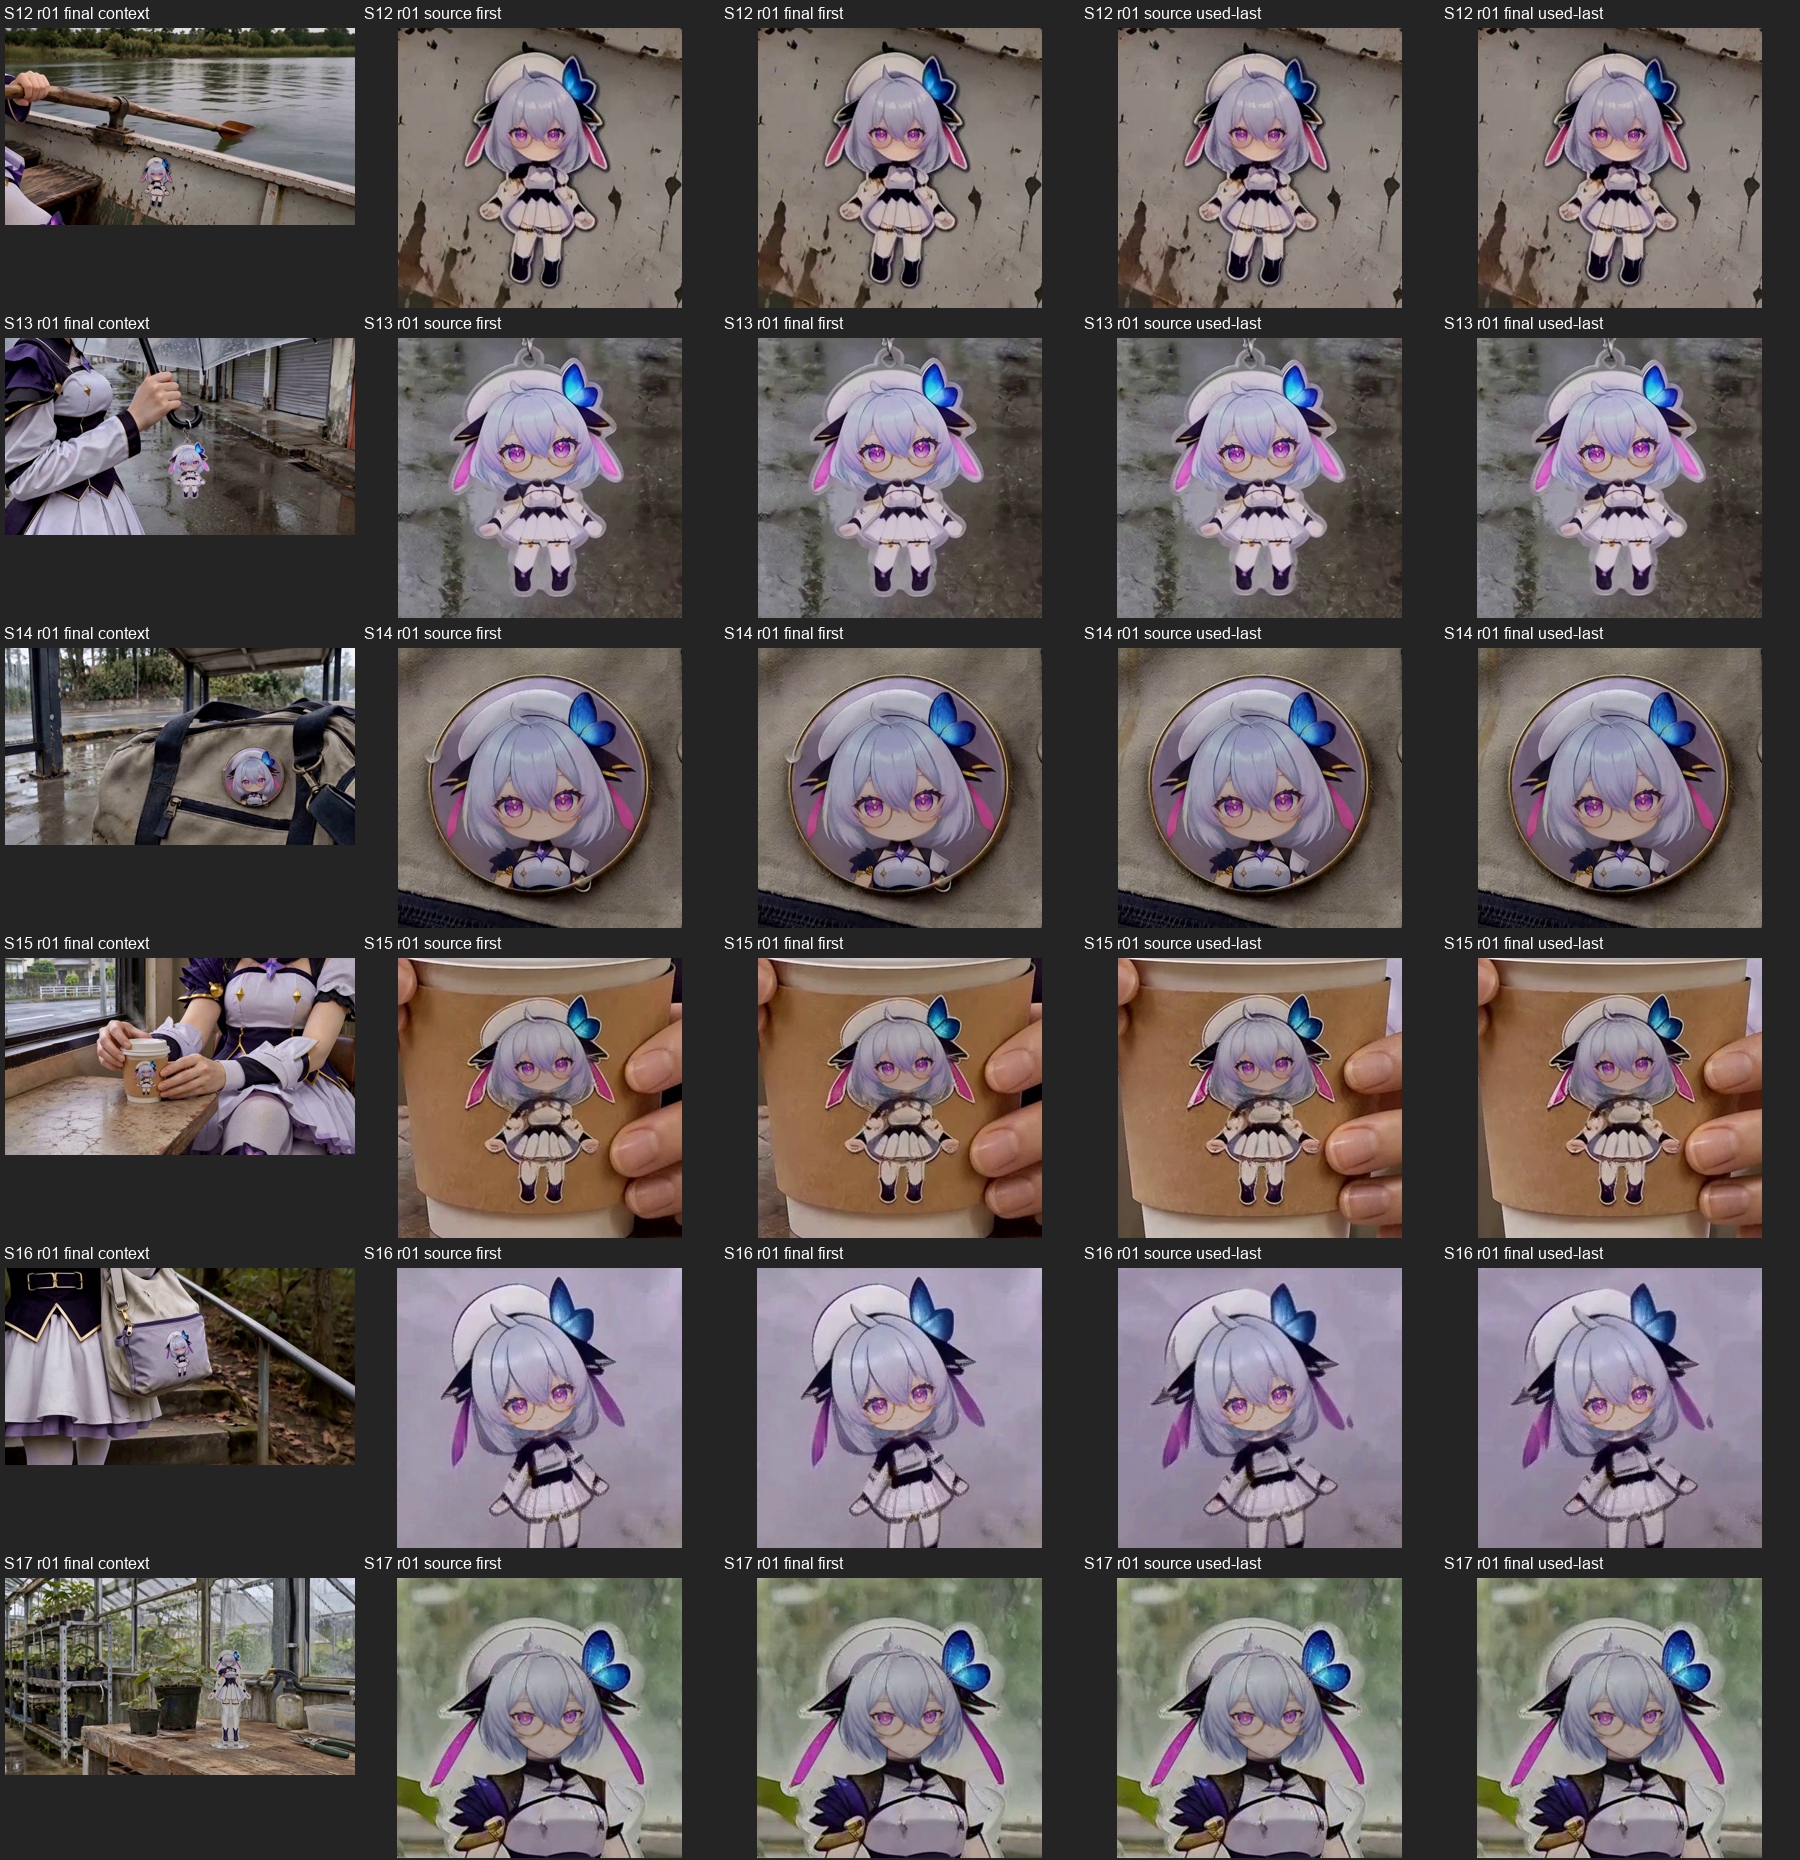 S12 r01 final context
S12 r01 source first
S12 r01 final first
S12 r01 source used-last
S12 r01 final used-last
S13 r01 final context
S13 r01 source first
S13 r01 final first
S13 r01 source used-last
S13 r01 final used-last
S14 r01 final context
S14 r01 source first
S14 r01 final first
S14 r01 source used-last
S14 r01 final used-last
S15 r01 final context
S15 r01 source first
S15 r01 final first
S15 r01 source used-last
S15 r01 final used-last
S16 r01 final context
S16 r01 source first
S16 r01 final first
S16 r01 source used-last
S16 r01 final used-last
S17 r01 final context
S17 r01 source first
S17 r01 final first
S17 r01 source used-last
S17 r01 final used-last